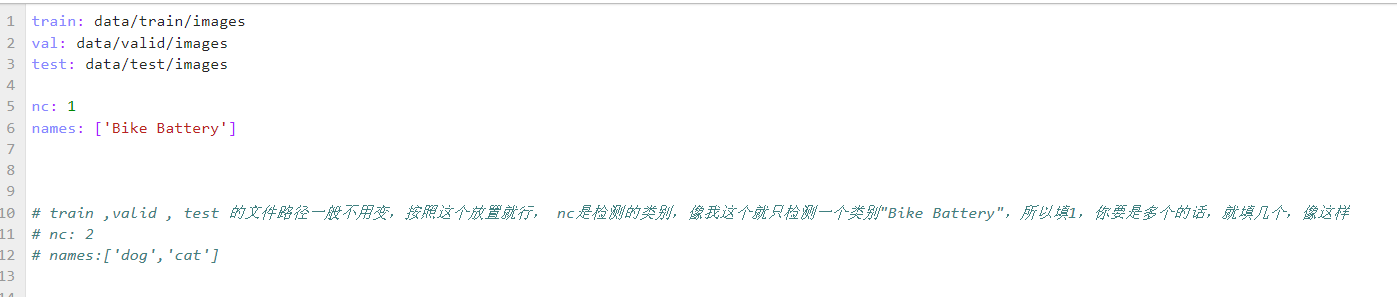 1 train: data/train/images
2 val: data/valid/images
3 test: data/test/images
4
5 nc: 1
6 names: ['Bike Battery']
7
8
9
10 # train ,valid , test 的文件路径一般不用变，按照这个放置就行， nc是检测的类别，像我这个就只检测一个类别"Bike Battery"，所以填1，你要是多个的话，就填几个，像这样
11 # nc: 2
12 # names:['dog','cat']
13